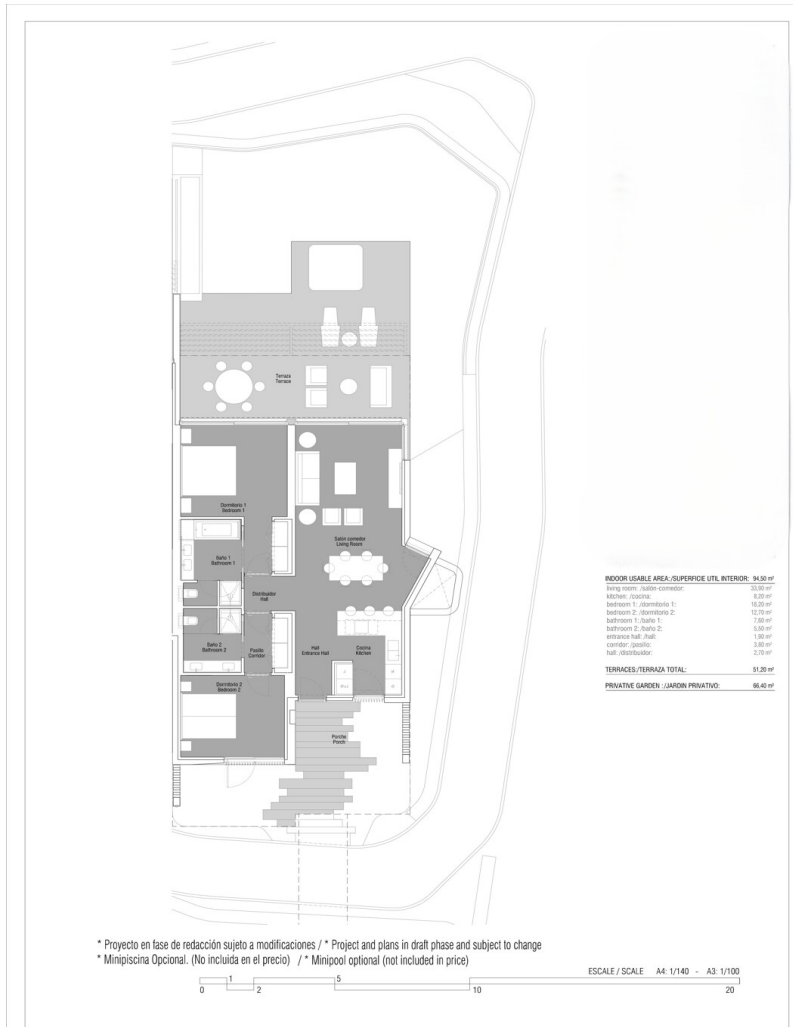 Terraza
Terrace
Dormitorio 1
Bedroom 1
Salón comedor
Living Room
Baño 1
Bathroom 1
Distribuidor
Hall
Baño 2
Bathroom 2
Pasillo
Corridor
Hall
Entrance Hall
Cocina
Kitchen
Dormitorio 2
Bedroom 2
Porche
Porch
INDOOR USABLE AREA:/SUPERFICIE UTIL INTERIOR: 94,50 m²
living room: /salón-comedor: 33,90 m²
kitchen: /cocina: 8,20 m²
bedroom 1: /dormitorio 1: 18,20 m²
bedroom 2: /dormitorio 2: 12,70 m²
bathroom 1: /baño 1: 7,60 m²
bathroom 2: /baño 2: 5,50 m²
entrance hall: /hall: 1,90 m²
corridor: /pasillo: 3,80 m²
hall: /distribuidor: 2,70 m²
TERRACES:/TERRAZA TOTAL: 51,20 m²
PRIVATIVE GARDEN :/JARDIN PRIVATIVO: 66,40 m²
* Proyecto en fase de redacción sujeto a modificaciones / * Project and plans in draft phase and subject to change
* Minipiscina Opcional. (No incluida en el precio) / * Minipool optional (not included in price)
ESCALE / SCALE A4: 1/140 - A3: 1/100
0 1 2 5 10 20